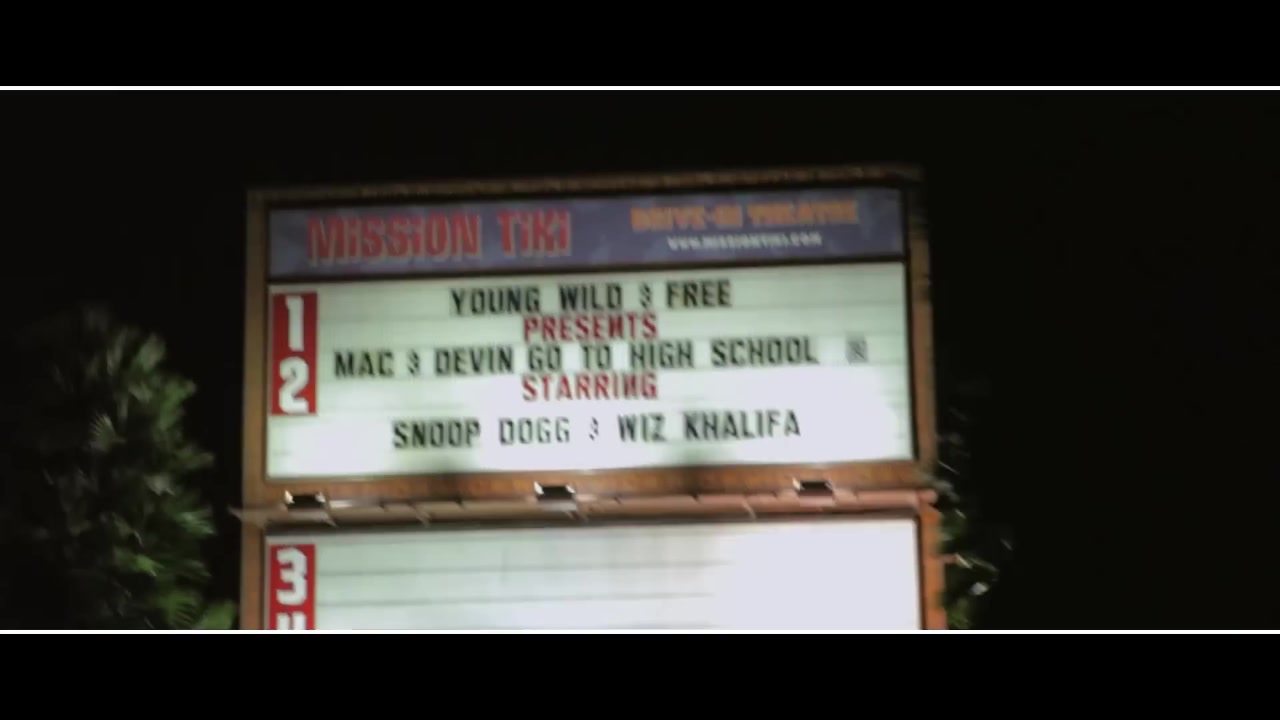 MISSION TIKI
DRIVE-IN THEATRE
WWW.MISSIONTIKI.COM
1
YOUNG WILD & FREE
PRESENTS
MAC & DEVIN GO TO HIGH SCHOOL R
2
STARRING
SNOOP DOGG & WIZ KHALIFA
3
4